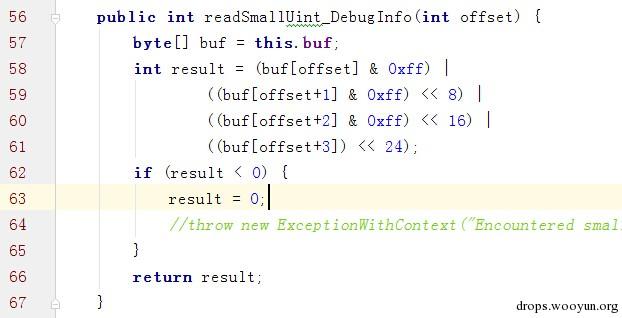 56 public int readSmallUint_DebugInfo(int offset) {
57 byte[] buf = this.buf;
58 int result = (buf[offset] & 0xff) |
59 ((buf[offset+1] & 0xff) << 8) |
60 ((buf[offset+2] & 0xff) << 16) |
61 ((buf[offset+3]) << 24);
62 if (result < 0) {
63 result = 0;
64 //throw new ExceptionWithContext("Encountered smal
65 }
66 return result;
67 }
drops.wooyun.org